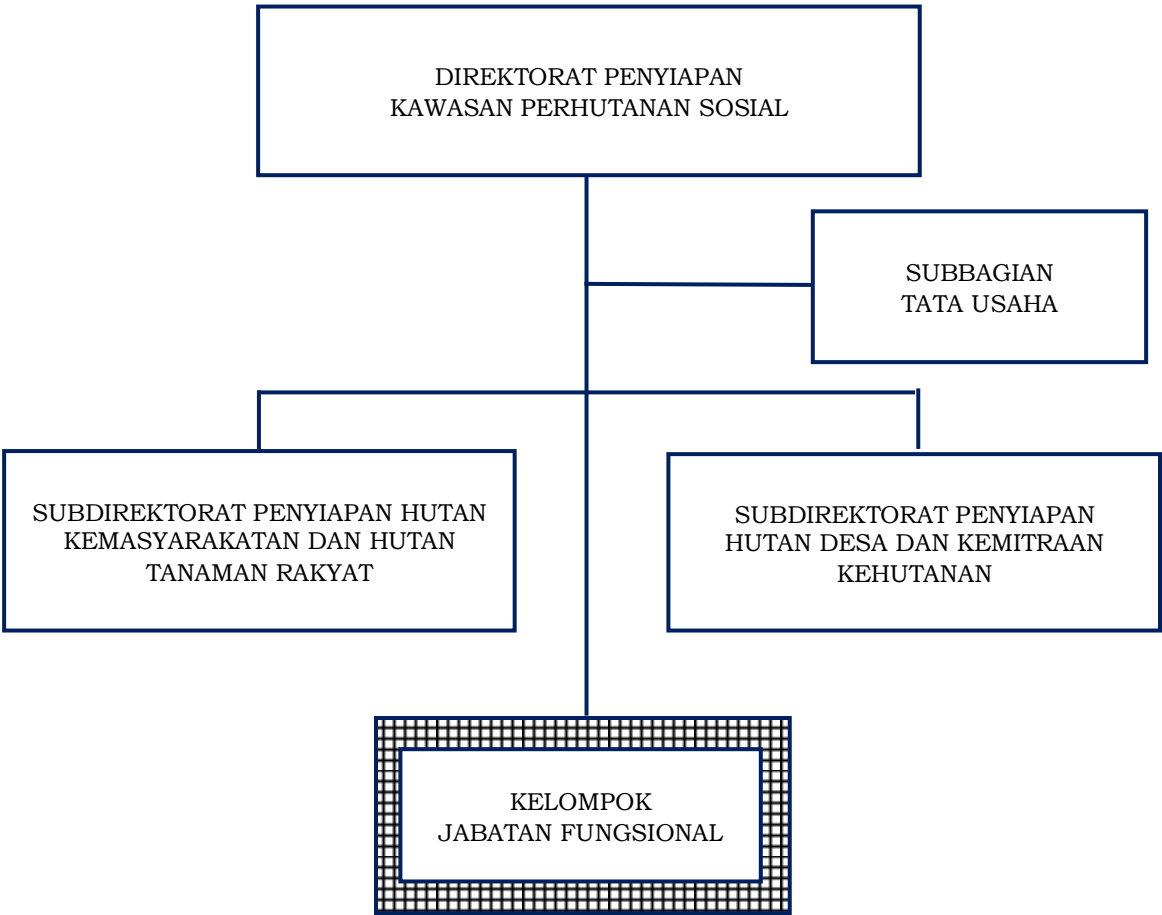 DIREKTORAT PENYIAPAN
KAWASAN PERHUTANAN SOSIAL
SUBBAGIAN
TATA USAHA
SUBDIREKTORAT PENYIAPAN HUTAN
KEMASYARAKATAN DAN HUTAN
TANAMAN RAKYAT
SUBDIREKTORAT PENYIAPAN
HUTAN DESA DAN KEMITRAAN
KEHUTANAN
KELOMPOK
JABATAN FUNGSIONAL